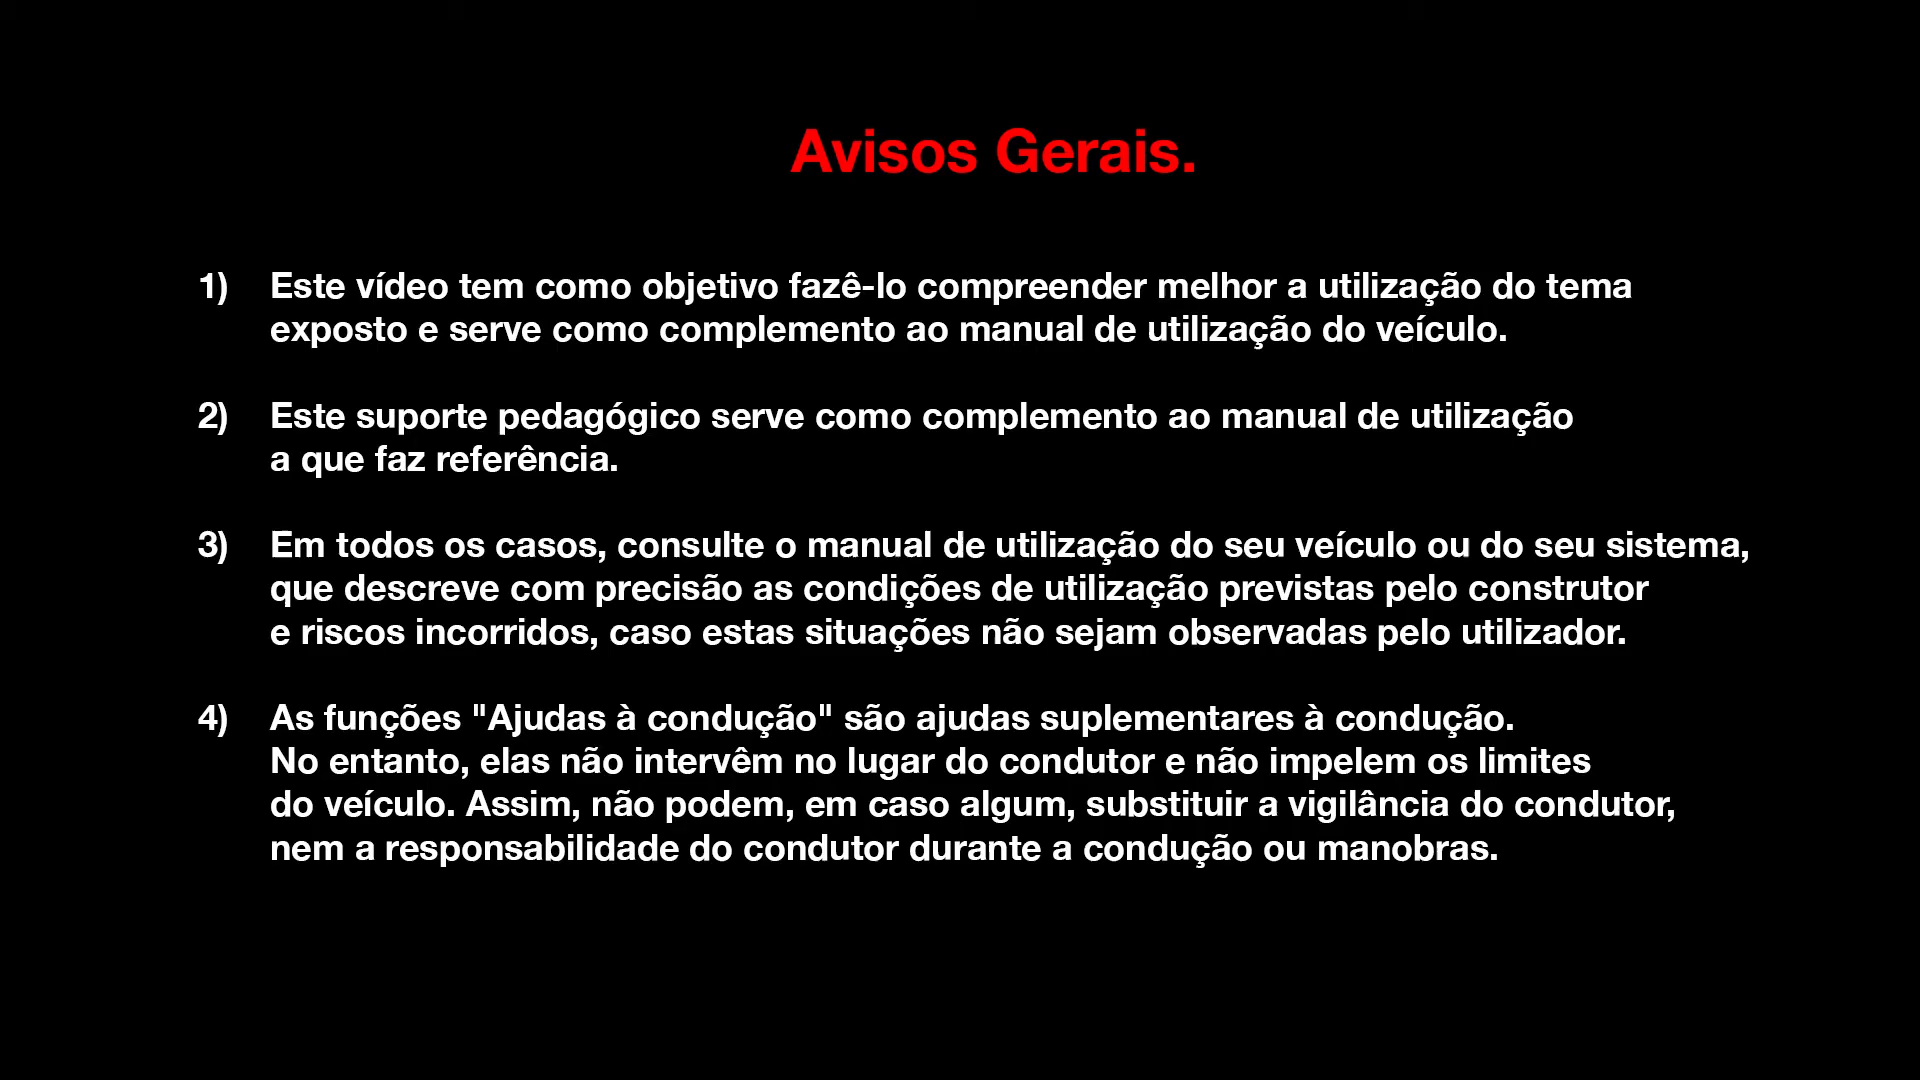 Avisos Gerais.
1) Este vídeo tem como objetivo fazê-lo compreender melhor a utilização do tema
exposto e serve como complemento ao manual de utilização do veículo.
2) Este suporte pedagógico serve como complemento ao manual de utilização
a que faz referência.
3) Em todos os casos, consulte o manual de utilização do seu veículo ou do seu sistema,
que descreve com precisão as condições de utilização previstas pelo construtor
e riscos incorridos, caso estas situações não sejam observadas pelo utilizador.
4) As funções "Ajudas à condução" são ajudas suplementares à condução.
No entanto, elas não intervêm no lugar do condutor e não impelem os limites
do veículo. Assim, não podem, em caso algum, substituir a vigilância do condutor,
nem a responsabilidade do condutor durante a condução ou manobras.